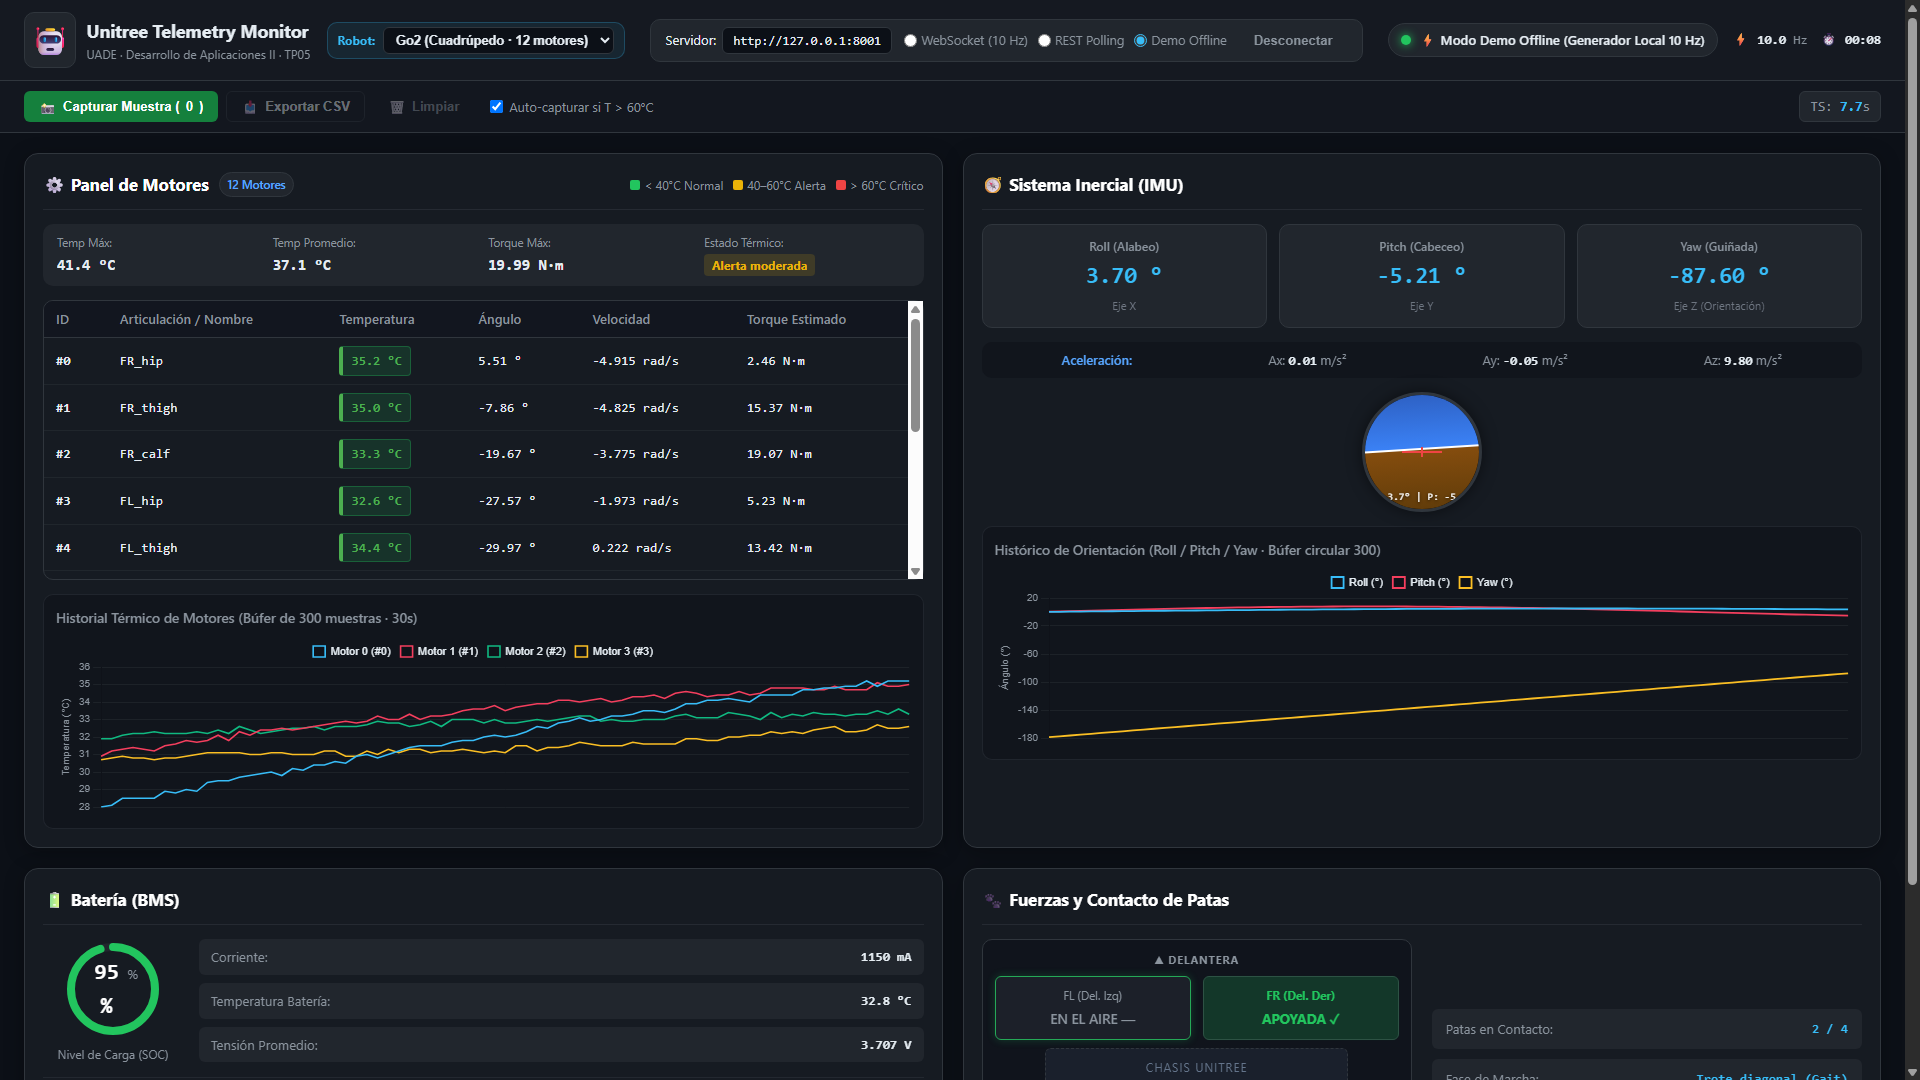 Unitree Telemetry Monitor
UADE · Desarrollo de Aplicaciones II · TP05
Robot: Go2 (Cuadrúpedo · 12 motores)
Servidor: http://127.0.0.1:8001 WebSocket (10 Hz) REST Polling Demo Offline Desconectar
Modo Demo Offline (Generador Local 10 Hz) 10.0 Hz 00:08
Capturar Muestra ( 0 ) Exportar CSV Limpiar Auto-capturar si T > 60°C TS: 7.7s
Panel de Motores 12 Motores < 40°C Normal 40–60°C Alerta > 60°C Crítico
Temp Máx: Temp Promedio: Torque Máx: Estado Térmico:
41.4 °C 37.1 °C 19.99 N·m Alerta moderada
ID Articulación / Nombre Temperatura Ángulo Velocidad Torque Estimado
#0 FR_hip 35.2 °C 5.51 ° -4.915 rad/s 2.46 N·m
#1 FR_thigh 35.0 °C -7.86 ° -4.825 rad/s 15.37 N·m
#2 FR_calf 33.3 °C -19.67 ° -3.775 rad/s 19.07 N·m
#3 FL_hip 32.6 °C -27.57 ° -1.973 rad/s 5.23 N·m
#4 FL_thigh 34.4 °C -29.97 ° 0.222 rad/s 13.42 N·m
Historial Térmico de Motores (Búfer de 300 muestras · 30s)
Motor 0 (#0) Motor 1 (#1) Motor 2 (#2) Motor 3 (#3)
Temperatura (°C)
36
35
34
33
32
31
30
29
28
Sistema Inercial (IMU)
Roll (Alabeo) Pitch (Cabeceo) Yaw (Guiñada)
3.70 ° -5.21 ° -87.60 °
Eje X Eje Y Eje Z (Orientación)
Aceleración: Ax: 0.01 m/s² Ay: -0.05 m/s² Az: 9.80 m/s²
3.7° | P: -5
Histórico de Orientación (Roll / Pitch / Yaw · Búfer circular 300)
Roll (°) Pitch (°) Yaw (°)
Ángulo (°)
20
-20
-60
-100
-140
-180
Batería (BMS)
95 %
%
Nivel de Carga (SOC)
Corriente: 1150 mA
Temperatura Batería: 32.8 °C
Tensión Promedio: 3.707 V
Fuerzas y Contacto de Patas
▲ DELANTERA
FL (Del. Izq) FR (Del. Der)
EN EL AIRE — APOYADA ✓
CHASIS UNITREE
Patas en Contacto: 2 / 4
Fase de Marcha: Trote diagonal (Gait)